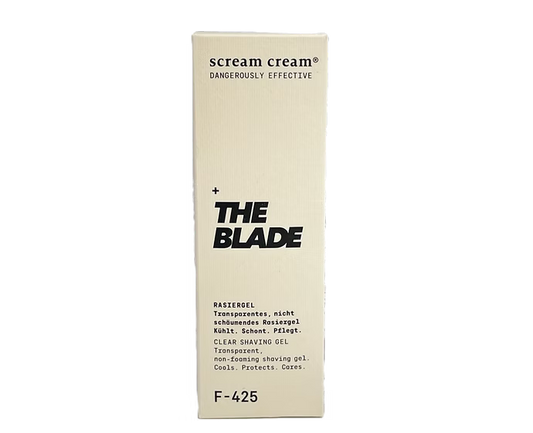 scream cream®
DANGEROUSLY EFFECTIVE
+
THE
BLADE
RASIERGEL
Transparentes, nicht
schäumendes Rasiergel
Kühlt. Schont. Pflegt.
CLEAR SHAVING GEL
Transparent,
non-foaming shaving gel.
Cools. Protects. Cares.
F-425